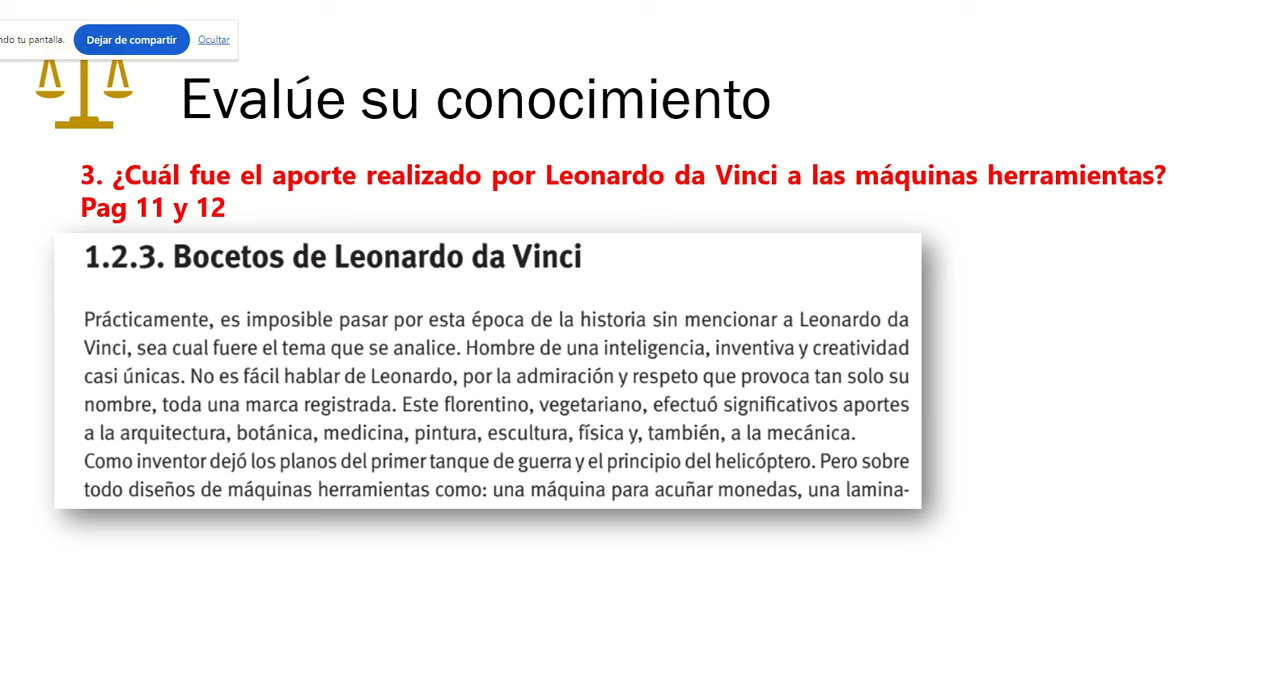 ndo tu pantalla. Dejar de compartir Ocultar
Evalúe su conocimiento
3. ¿Cuál fue el aporte realizado por Leonardo da Vinci a las máquinas herramientas?
Pag 11 y 12
1.2.3. Bocetos de Leonardo da Vinci
Prácticamente, es imposible pasar por esta época de la historia sin mencionar a Leonardo da
Vinci, sea cual fuere el tema que se analice. Hombre de una inteligencia, inventiva y creatividad
casi únicas. No es fácil hablar de Leonardo, por la admiración y respeto que provoca tan solo su
nombre, toda una marca registrada. Este florentino, vegetariano, efectuó significativos aportes
a la arquitectura, botánica, medicina, pintura, escultura, física y, también, a la mecánica.
Como inventor dejó los planos del primer tanque de guerra y el principio del helicóptero. Pero sobre
todo diseños de máquinas herramientas como: una máquina para acuñar monedas, una lamina-